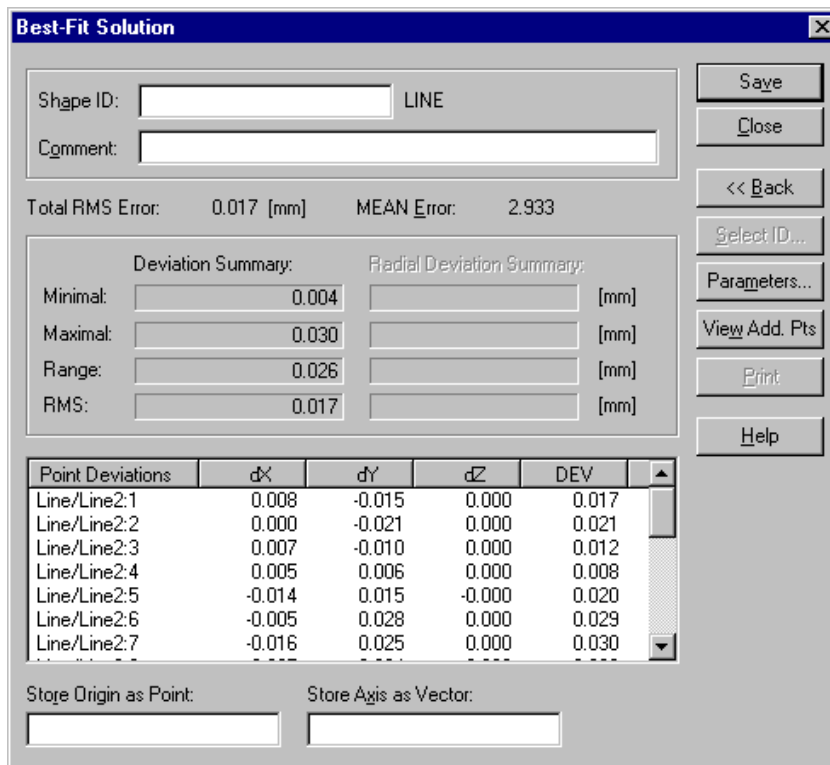 Best-Fit Solution
Shape ID: LINE
Comment:
Total RMS Error: 0.017 [mm] MEAN Error: 2.933
Deviation Summary: Radial Deviation Summary:
Minimal: 0.004 [mm]
Maximal: 0.030 [mm]
Range: 0.026 [mm]
RMS: 0.017 [mm]
Point Deviations dX dY dZ DEV
Line/Line2:1 0.008 -0.015 0.000 0.017
Line/Line2:2 0.000 -0.021 0.000 0.021
Line/Line2:3 0.007 -0.010 0.000 0.012
Line/Line2:4 0.005 0.006 0.000 0.008
Line/Line2:5 -0.014 0.015 -0.000 0.020
Line/Line2:6 -0.005 0.028 0.000 0.029
Line/Line2:7 -0.016 0.025 0.000 0.030
Store Origin as Point: Store Axis as Vector:
Save
Close
<< Back
Select ID...
Parameters...
View Add. Pts
Print
Help